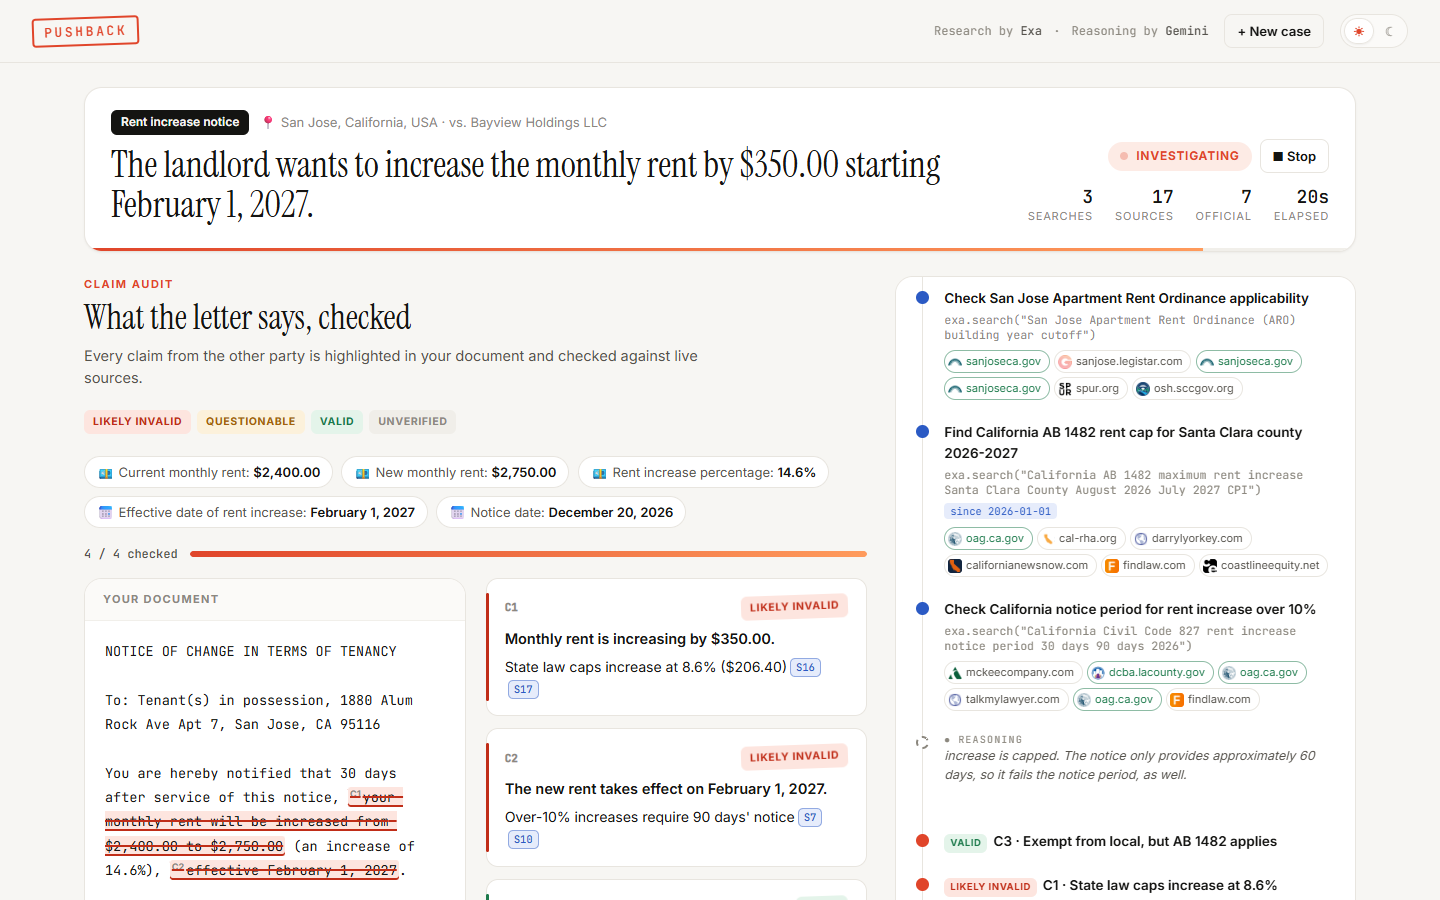 PUSHBACK
Research by Exa · Reasoning by Gemini
+ New case
Rent increase notice
San Jose, California, USA · vs. Bayview Holdings LLC
The landlord wants to increase the monthly rent by $350.00 starting
February 1, 2027.
INVESTIGATING
Stop
3 17 7 20s
SEARCHES SOURCES OFFICIAL ELAPSED
CLAIM AUDIT
What the letter says, checked
Every claim from the other party is highlighted in your document and checked against live
sources.
LIKELY INVALID QUESTIONABLE VALID UNVERIFIED
Current monthly rent: $2,400.00 New monthly rent: $2,750.00 Rent increase percentage: 14.6%
Effective date of rent increase: February 1, 2027 Notice date: December 20, 2026
4 / 4 checked
YOUR DOCUMENT
NOTICE OF CHANGE IN TERMS OF TENANCY
To: Tenant(s) in possession, 1880 Alum
Rock Ave Apt 7, San Jose, CA 95116
You are hereby notified that 30 days
after service of this notice, C1 your
monthly rent will be increased from
$2,400.00 to $2,750.00 (an increase of
14.6%), C2 effective February 1, 2027.
C1 LIKELY INVALID
Monthly rent is increasing by $350.00.
State law caps increase at 8.6% ($206.40) S16
S17
C2 LIKELY INVALID
The new rent takes effect on February 1, 2027.
Over-10% increases require 90 days' notice S7
S10
Check San Jose Apartment Rent Ordinance applicability
exa.search("San Jose Apartment Rent Ordinance (ARO)
building year cutoff")
sanjoseca.gov sanjose.legistar.com sanjoseca.gov
sanjoseca.gov spur.org osh.sccgov.org
Find California AB 1482 rent cap for Santa Clara county
2026-2027
exa.search("California AB 1482 maximum rent increase
Santa Clara County August 2026 July 2027 CPI")
since 2026-01-01
oag.ca.gov cal-rha.org darrylyorkey.com
californianewsnow.com findlaw.com coastlineequity.net
Check California notice period for rent increase over 10%
exa.search("California Civil Code 827 rent increase
notice period 30 days 90 days 2026")
mckeecompany.com dcba.lacounty.gov oag.ca.gov
talkmylawyer.com oag.ca.gov findlaw.com
• REASONING
increase is capped. The notice only provides approximately 60
days, so it fails the notice period, as well.
VALID C3 · Exempt from local, but AB 1482 applies
LIKELY INVALID C1 · State law caps increase at 8.6%